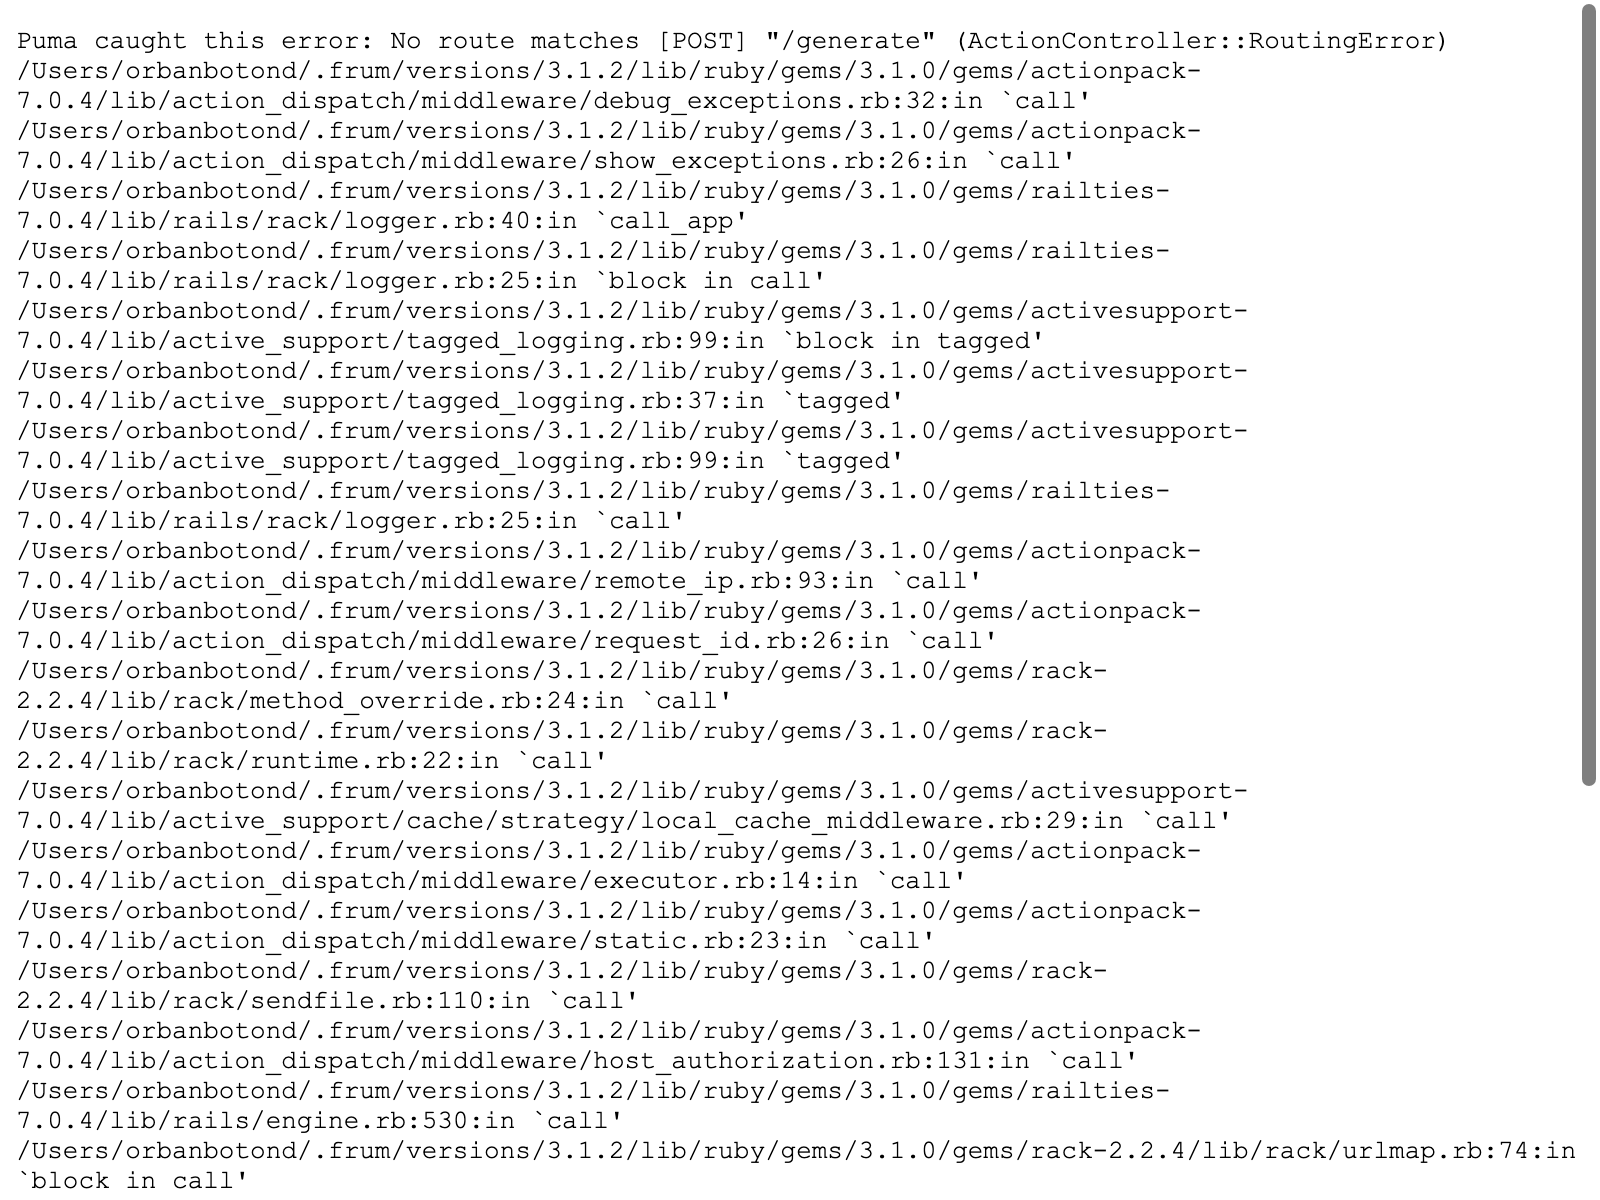 Puma caught this error: No route matches [POST] "/generate" (ActionController::RoutingError)
/Users/orbanbotond/.frum/versions/3.1.2/lib/ruby/gems/3.1.0/gems/actionpack-
7.0.4/lib/action_dispatch/middleware/debug_exceptions.rb:32:in `call'
/Users/orbanbotond/.frum/versions/3.1.2/lib/ruby/gems/3.1.0/gems/actionpack-
7.0.4/lib/action_dispatch/middleware/show_exceptions.rb:26:in `call'
/Users/orbanbotond/.frum/versions/3.1.2/lib/ruby/gems/3.1.0/gems/railties-
7.0.4/lib/rails/rack/logger.rb:40:in `call_app'
/Users/orbanbotond/.frum/versions/3.1.2/lib/ruby/gems/3.1.0/gems/railties-
7.0.4/lib/rails/rack/logger.rb:25:in `block in call'
/Users/orbanbotond/.frum/versions/3.1.2/lib/ruby/gems/3.1.0/gems/activesupport-
7.0.4/lib/active_support/tagged_logging.rb:99:in `block in tagged'
/Users/orbanbotond/.frum/versions/3.1.2/lib/ruby/gems/3.1.0/gems/activesupport-
7.0.4/lib/active_support/tagged_logging.rb:37:in `tagged'
/Users/orbanbotond/.frum/versions/3.1.2/lib/ruby/gems/3.1.0/gems/activesupport-
7.0.4/lib/active_support/tagged_logging.rb:99:in `tagged'
/Users/orbanbotond/.frum/versions/3.1.2/lib/ruby/gems/3.1.0/gems/railties-
7.0.4/lib/rails/rack/logger.rb:25:in `call'
/Users/orbanbotond/.frum/versions/3.1.2/lib/ruby/gems/3.1.0/gems/actionpack-
7.0.4/lib/action_dispatch/middleware/remote_ip.rb:93:in `call'
/Users/orbanbotond/.frum/versions/3.1.2/lib/ruby/gems/3.1.0/gems/actionpack-
7.0.4/lib/action_dispatch/middleware/request_id.rb:26:in `call'
/Users/orbanbotond/.frum/versions/3.1.2/lib/ruby/gems/3.1.0/gems/rack-
2.2.4/lib/rack/method_override.rb:24:in `call'
/Users/orbanbotond/.frum/versions/3.1.2/lib/ruby/gems/3.1.0/gems/rack-
2.2.4/lib/rack/runtime.rb:22:in `call'
/Users/orbanbotond/.frum/versions/3.1.2/lib/ruby/gems/3.1.0/gems/activesupport-
7.0.4/lib/active_support/cache/strategy/local_cache_middleware.rb:29:in `call'
/Users/orbanbotond/.frum/versions/3.1.2/lib/ruby/gems/3.1.0/gems/actionpack-
7.0.4/lib/action_dispatch/middleware/executor.rb:14:in `call'
/Users/orbanbotond/.frum/versions/3.1.2/lib/ruby/gems/3.1.0/gems/actionpack-
7.0.4/lib/action_dispatch/middleware/static.rb:23:in `call'
/Users/orbanbotond/.frum/versions/3.1.2/lib/ruby/gems/3.1.0/gems/rack-
2.2.4/lib/rack/sendfile.rb:110:in `call'
/Users/orbanbotond/.frum/versions/3.1.2/lib/ruby/gems/3.1.0/gems/actionpack-
7.0.4/lib/action_dispatch/middleware/host_authorization.rb:131:in `call'
/Users/orbanbotond/.frum/versions/3.1.2/lib/ruby/gems/3.1.0/gems/railties-
7.0.4/lib/rails/engine.rb:530:in `call'
/Users/orbanbotond/.frum/versions/3.1.2/lib/ruby/gems/3.1.0/gems/rack-2.2.4/lib/rack/urlmap.rb:74:in
`block in call'